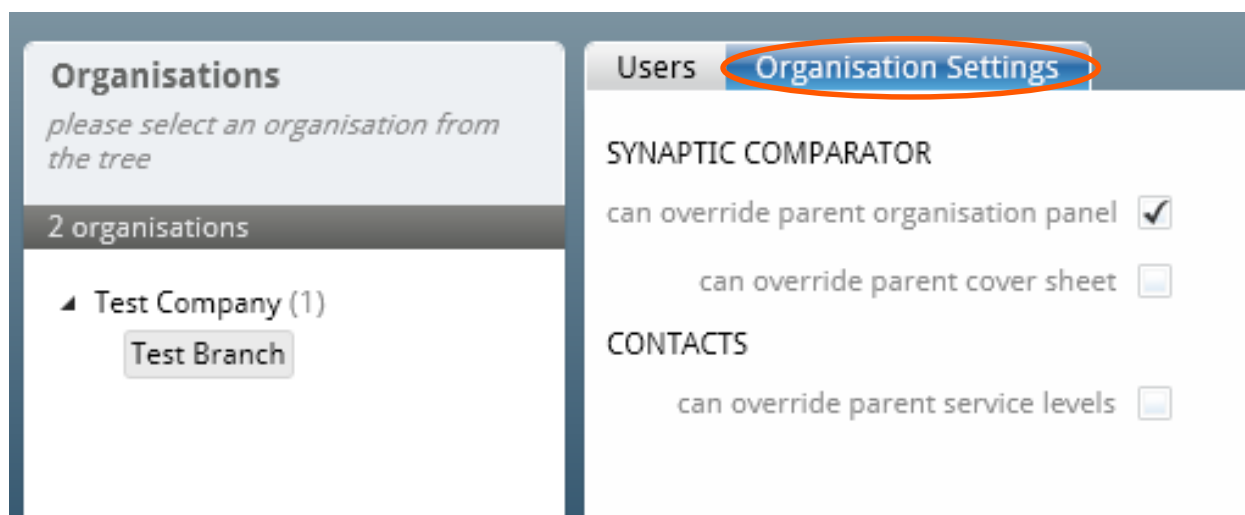 Organisations
please select an organisation from
the tree
2 organisations
Test Company (1)
Test Branch
Users
Organisation Settings
SYNAPTIC COMPARATOR
can override parent organisation panel
can override parent cover sheet
CONTACTS
can override parent service levels